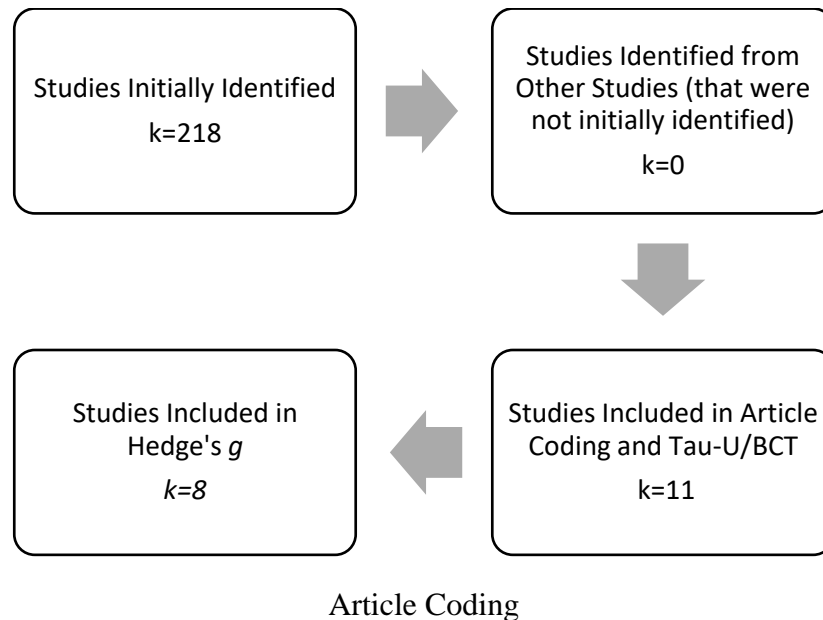 Studies Initially Identified
k=218
Studies Identified from
Other Studies (that were
not initially identified)
k=0
Studies Included in Article
Coding and Tau-U/BCT
k=11
Studies Included in
Hedge's g
k=8
Article Coding